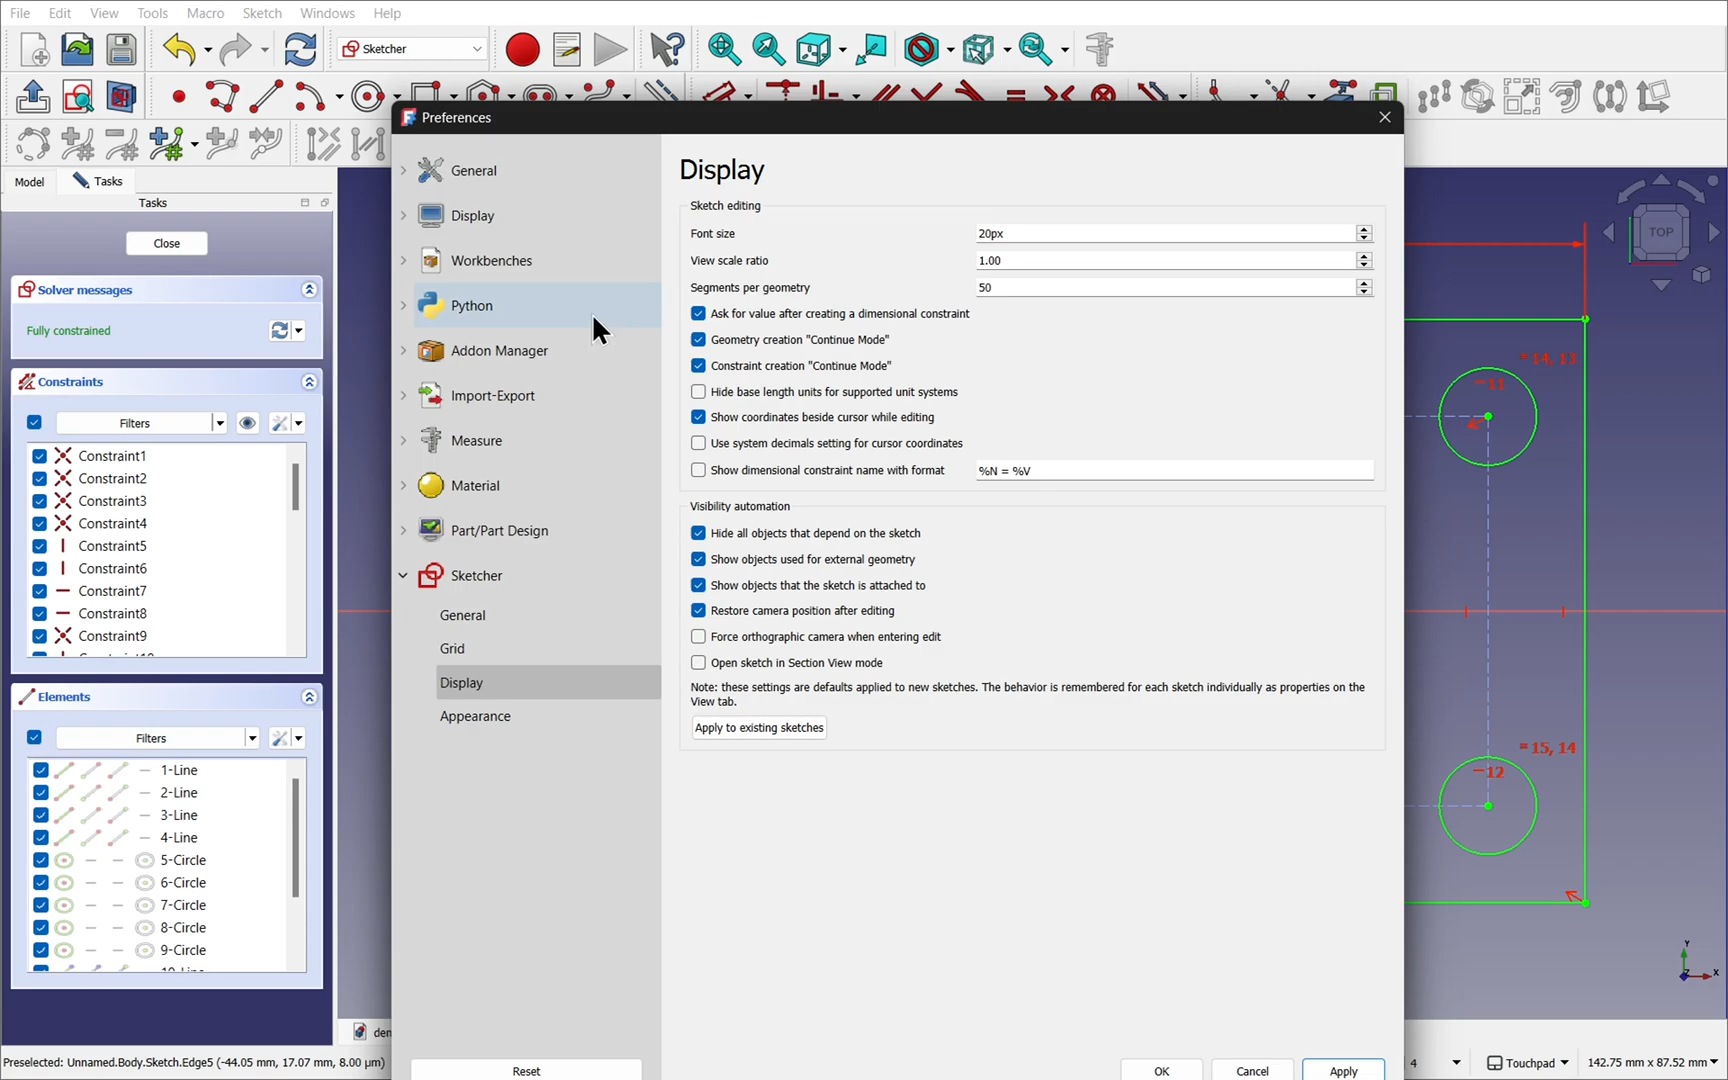 File Edit View Tools Macro Sketch Windows Help
Sketcher
Preferences
Model Tasks
Tasks
Close
Solver messages
Fully constrained
Constraints
Filters
Constraint1
Constraint2
Constraint3
Constraint4
Constraint5
Constraint6
Constraint7
Constraint8
Constraint9
Elements
Filters
1-Line
2-Line
3-Line
4-Line
5-Circle
6-Circle
7-Circle
8-Circle
9-Circle
General
Display
Workbenches
Python
Addon Manager
Import-Export
Measure
Material
Part/Part Design
Sketcher
General
Grid
Display
Appearance
Reset
Display
Sketch editing
Font size 20px
View scale ratio 1.00
Segments per geometry 50
Ask for value after creating a dimensional constraint
Geometry creation "Continue Mode"
Constraint creation "Continue Mode"
Hide base length units for supported unit systems
Show coordinates beside cursor while editing
Use system decimals setting for cursor coordinates
Show dimensional constraint name with format %N = %V
Visibility automation
Hide all objects that depend on the sketch
Show objects used for external geometry
Show objects that the sketch is attached to
Restore camera position after editing
Force orthographic camera when entering edit
Open sketch in Section View mode
Note: these settings are defaults applied to new sketches. The behavior is remembered for each sketch individually as properties on the
View tab.
Apply to existing sketches
OK Cancel Apply
TOP
14, 13
11
15, 14
12
Y
X
Preselected: Unnamed.Body.Sketch.Edge5 (-44.05 mm, 17.07 mm, 8.00 µm)
4 Touchpad 142.75 mm x 87.52 mm